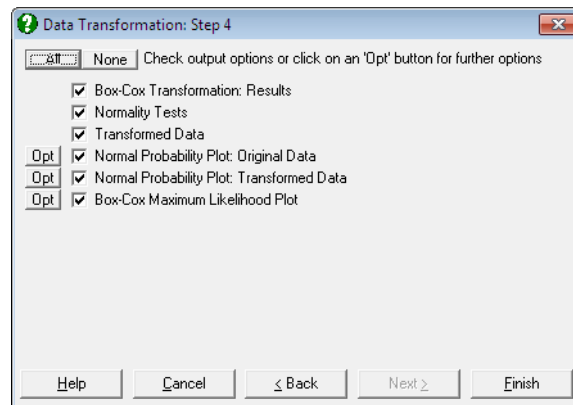 Data Transformation: Step 4
All None Check output options or click on an 'Opt' button for further options
Box-Cox Transformation: Results
Normality Tests
Transformed Data
Opt Normal Probability Plot: Original Data
Opt Normal Probability Plot: Transformed Data
Opt Box-Cox Maximum Likelihood Plot
Help Cancel < Back Next > Finish